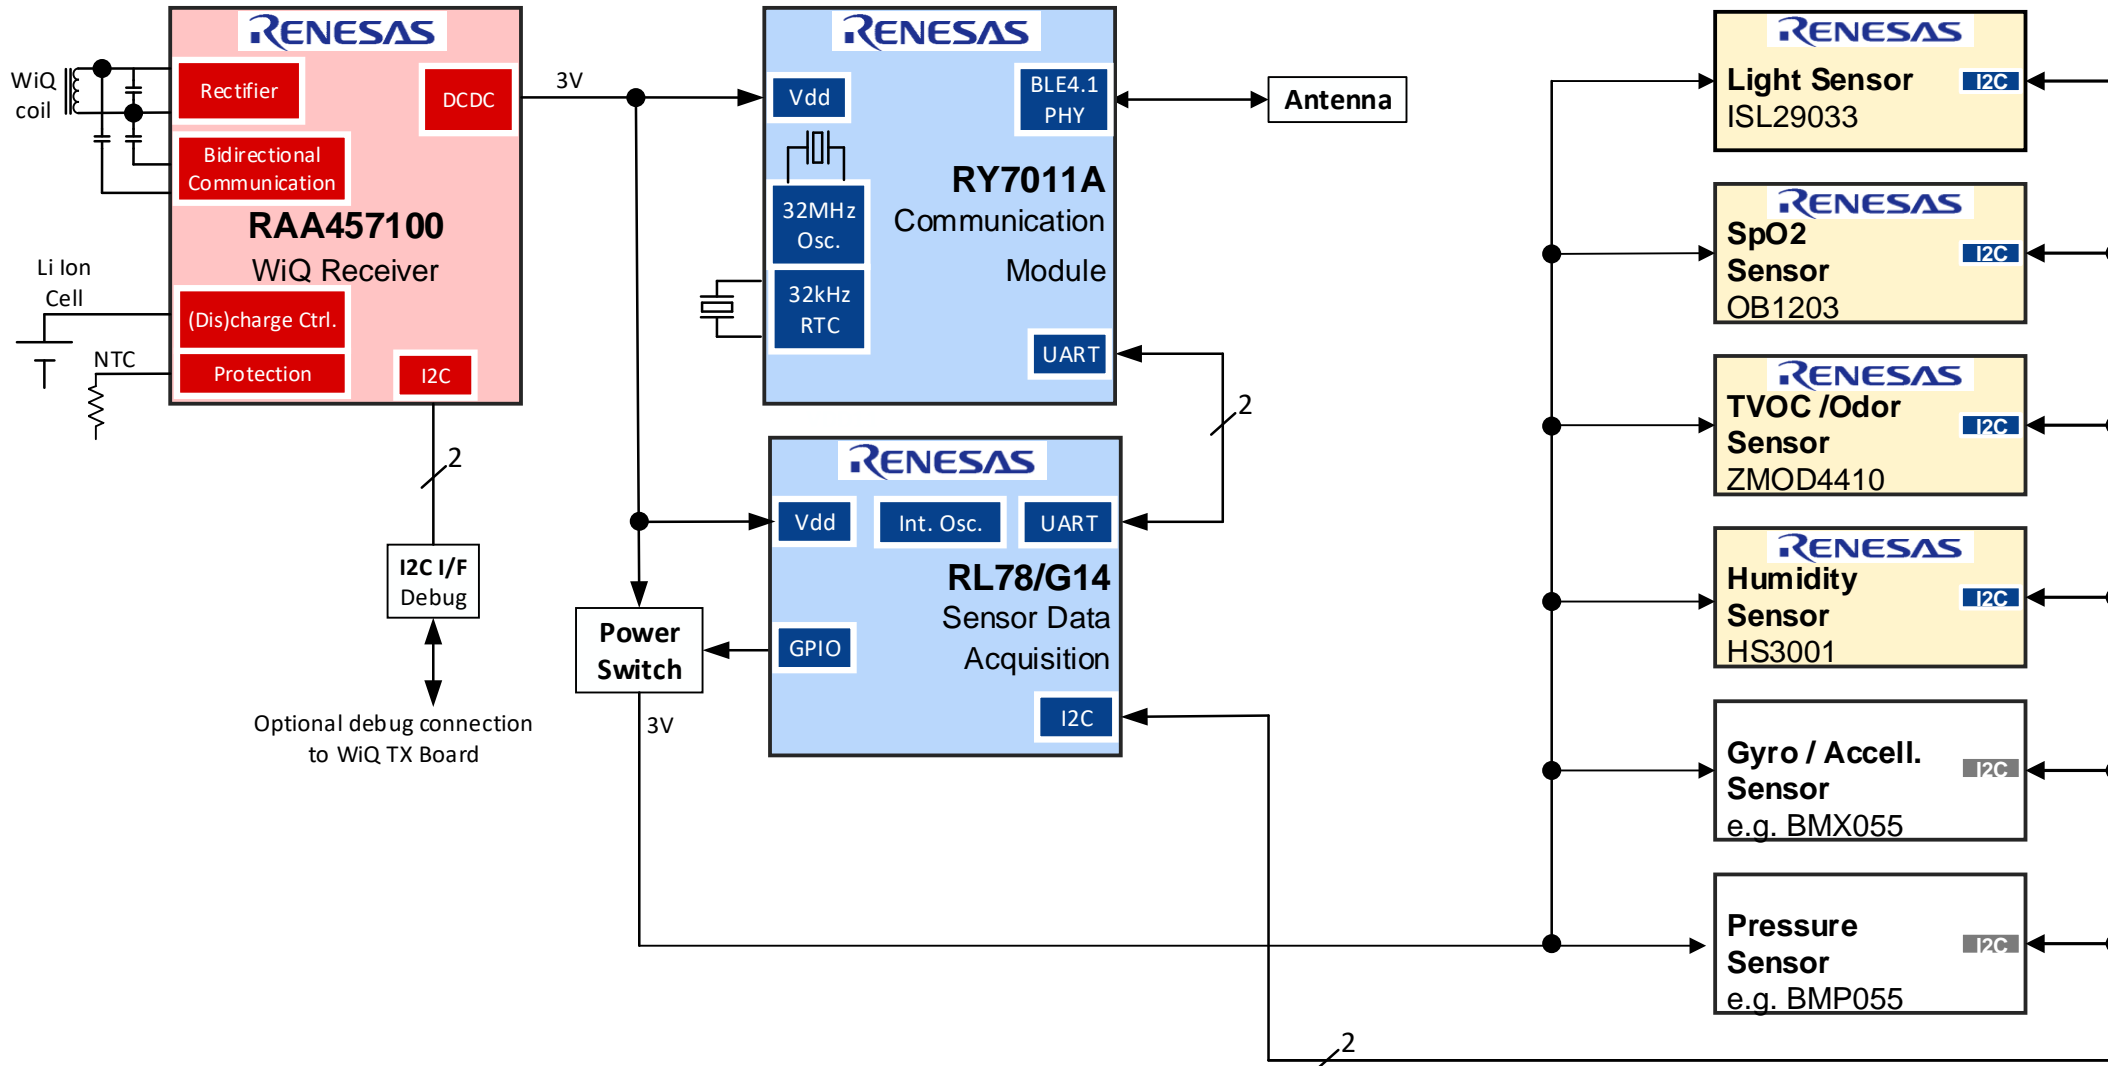 RENESAS
WiQ
coil
Rectifier
DCDC
Bidirectional
Communication
RAA457100
WiQ Receiver
Li Ion
Cell
(Dis)charge Ctrl.
NTC
Protection
I2C
2
I2C I/F
Debug
Optional debug connection
to WiQ TX Board
3V
RENESAS
Vdd
BLE4.1
PHY
Antenna
RY7011A
Communication
Module
32MHz
Osc.
32kHz
RTC
UART
2
RENESAS
Vdd
Int. Osc.
UART
RL78/G14
Sensor Data
Acquisition
GPIO
I2C
Power
Switch
3V
RENESAS
Light Sensor
ISL29033
I2C
RENESAS
SpO2
Sensor
OB1203
I2C
RENESAS
TVOC /Odor
Sensor
ZMOD4410
I2C
RENESAS
Humidity
Sensor
HS3001
I2C
Gyro / Accell.
Sensor
e.g. BMX055
I2C
Pressure
Sensor
e.g. BMP055
I2C
2